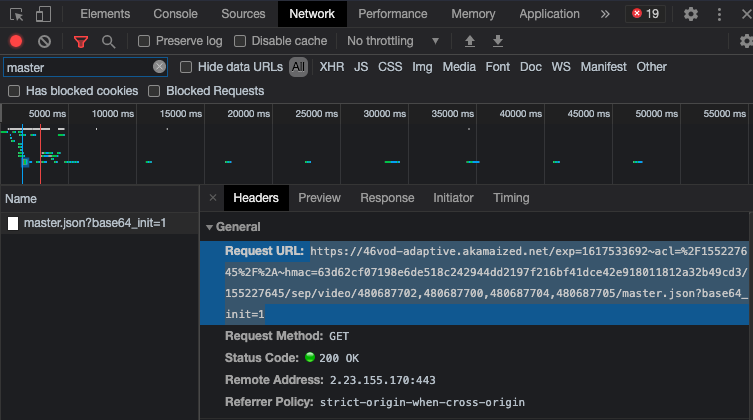 Elements Console Sources Network Performance Memory Application » 19
Preserve log Disable cache No throttling
master Hide data URLs All XHR JS CSS Img Media Font Doc WS Manifest Other
Has blocked cookies Blocked Requests
5000 ms 10000 ms 15000 ms 20000 ms 25000 ms 30000 ms 35000 ms 40000 ms 45000 ms 50000 ms 55000 ms
Name × Headers Preview Response Initiator Timing
master.json?base64_init=1
General
Request URL: https://46vod-adaptive.akamaized.net/exp=1617533692~acl=%2F1552276
45%2F%2A~hmac=63d62cf07198e6de518c242944dd2197f216bf41dce42e918011812a32b49cd3/
155227645/sep/video/480687702,480687700,480687704,480687705/master.json?base64_
init=1
Request Method: GET
Status Code: 200 OK
Remote Address: 2.23.155.170:443
Referrer Policy: strict-origin-when-cross-origin